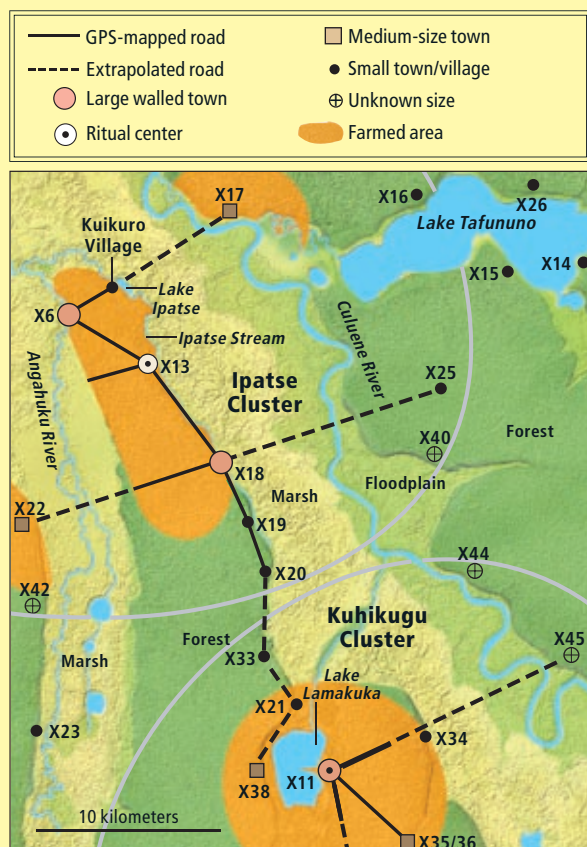 GPS-mapped road
Extrapolated road
Large walled town
Ritual center
Medium-size town
Small town/village
Unknown size
Farmed area
X17
X16
X26
Kuikuro
Village
Lake Tafununo
X15
X14
Lake
Ipatse
X6
Ipatse Stream
X13
Culuene River
Angahuku River
Ipatse
Cluster
X25
Forest
X40
X18
Floodplain
X22
Marsh
X19
X20
X44
X42
Kuhikugu
Cluster
X45
Forest
X33
Marsh
Lake
Lamakuka
X21
X23
X34
X11
X38
10 kilometers
X35/36